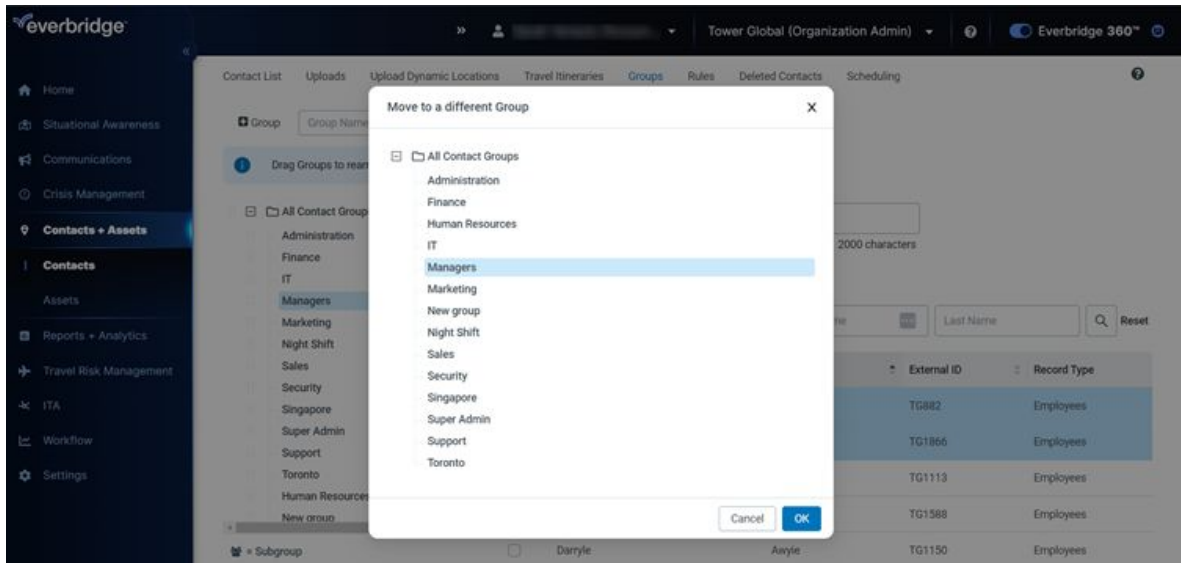 everbridge
Tower Global (Organization Admin)
Everbridge 360™
Home
Situational Awareness
Communications
Crisis Management
Contacts + Assets
Contacts
Assets
Reports + Analytics
Travel Risk Management
ITA
Workflow
Settings
Contact List Uploads Upload Dynamic Locations Travel Itineraries Groups Rules Deleted Contacts Scheduling
Group Group Name
Drag Groups to
All Contact Group
Administration
Finance
IT
Managers
Marketing
Night Shift
Sales
Security
Singapore
Super Admin
Support
Toronto
Human Resources
New group
= Subgroup
Move to a different Group X
All Contact Groups
Administration
Finance
Human Resources
IT
Managers
Marketing
New group
Night Shift
Sales
Security
Singapore
Super Admin
Support
Toronto
Cancel OK
2000 characters
Last Name Reset
External ID Record Type
TG882 Employees
TG1866 Employees
TG1113 Employees
TG1588 Employees
Darryle Awyie TG1150 Employees